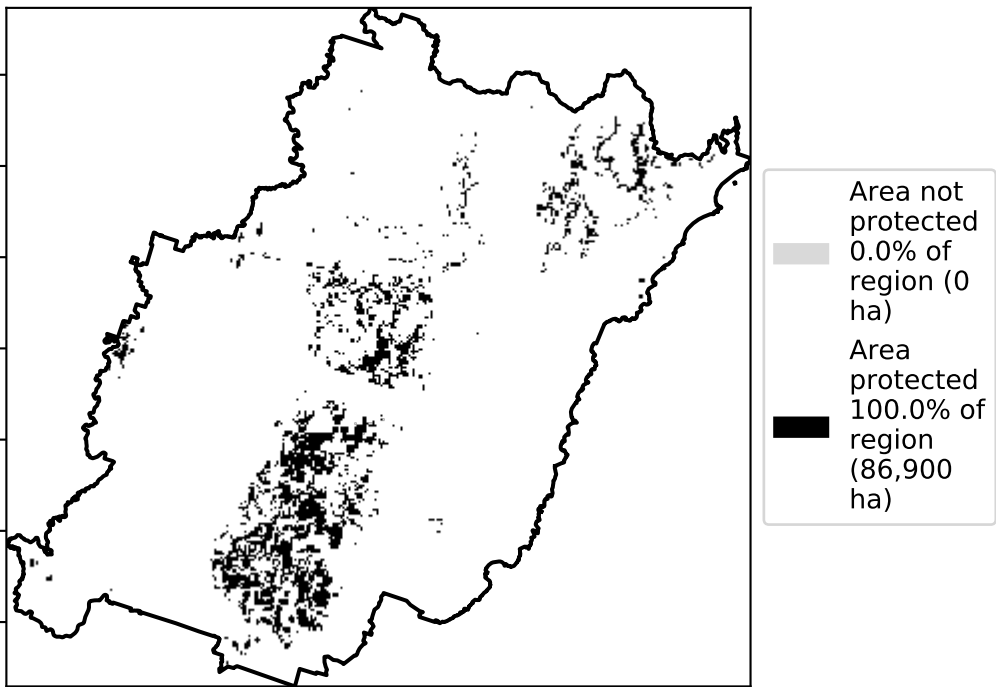 Area not
protected
0.0% of
region (0
ha)
Area
protected
100.0% of
region
(86,900
ha)